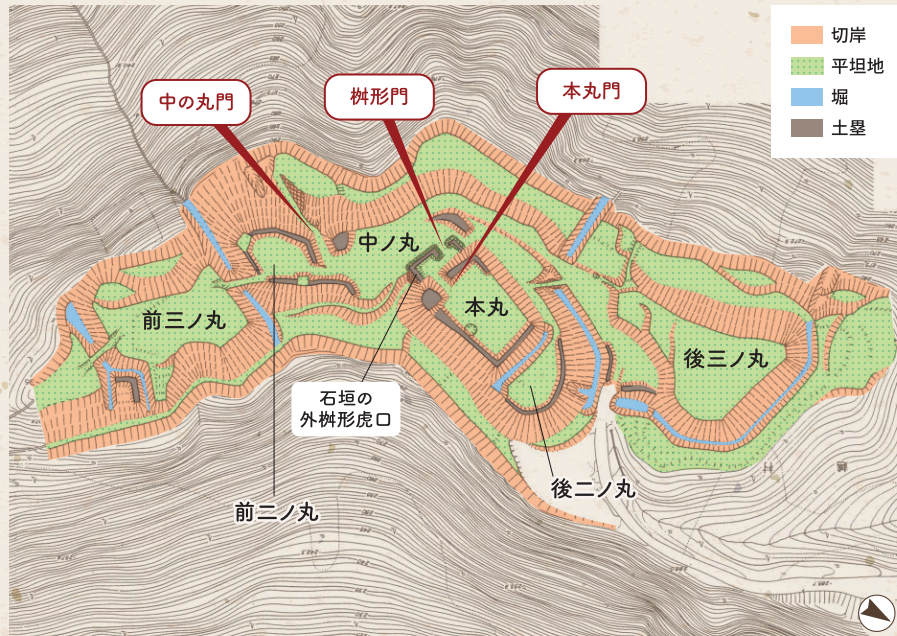 切岸
平坦地
堀
土塁
中の丸門
桝形門
本丸門
中ノ丸
前三ノ丸
本丸
後三ノ丸
石垣の
外桝形虎口
後二ノ丸
前二ノ丸